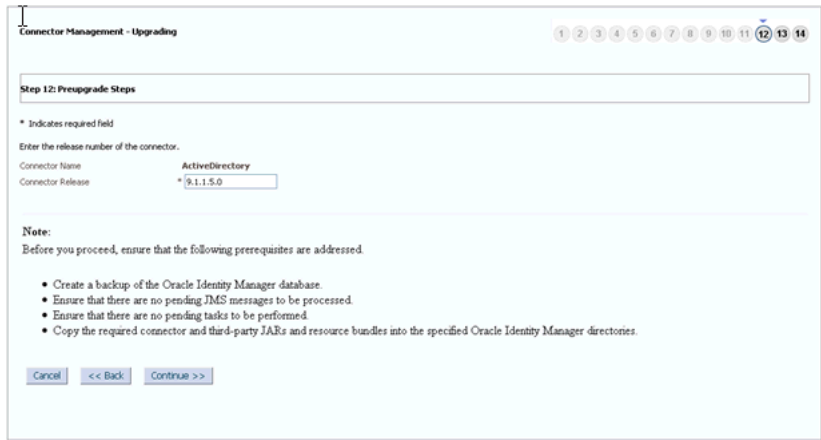 Connector Management - Upgrading
1 2 3 4 5 6 7 8 9 10 11 12 13 14
Step 12: Preupgrade Steps
* Indicates required field
Enter the release number of the connector.
Connector Name ActiveDirectory
Connector Release * 9.1.1.5.0
Note:
Before you proceed, ensure that the following prerequisites are addressed.
• Create a backup of the Oracle Identity Manager database.
• Ensure that there are no pending JMS messages to be processed.
• Ensure that there are no pending tasks to be performed.
• Copy the required connector and third-party JARs and resource bundles into the specified Oracle Identity Manager directories.
Cancel << Back Continue >>